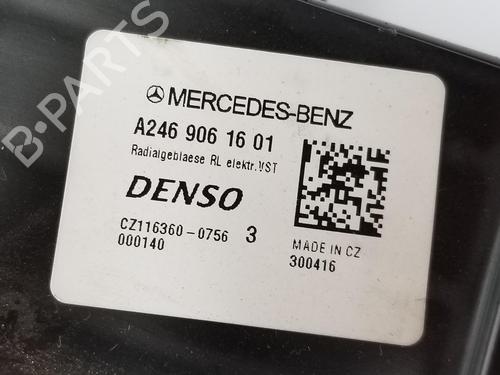 B-PARTS
MERCEDES-BENZ
A246 906 16 01
Radialgeblaese RL elektr.VST
DENSO
CZ116360-0756 3
000140
MADE IN CZ
300416